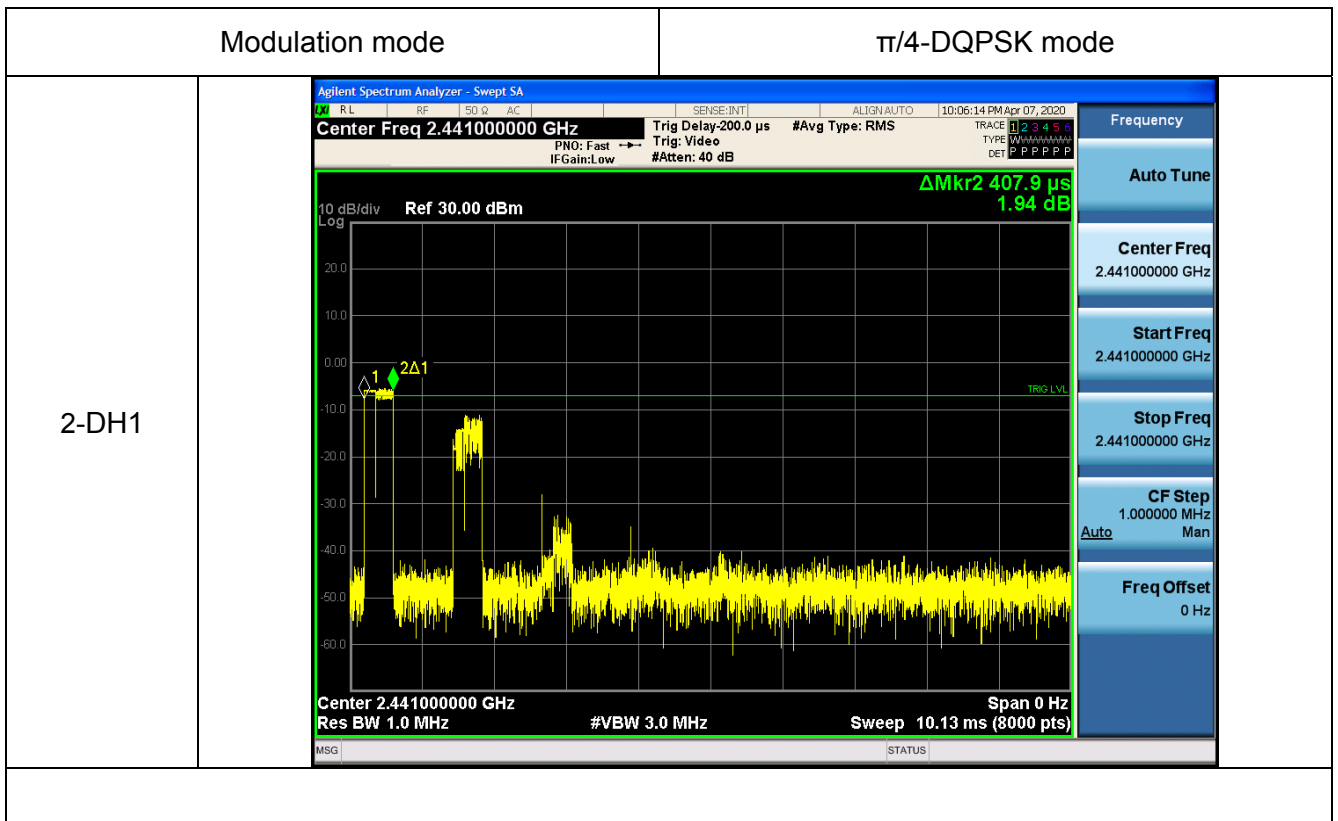 Modulation mode π/4-DQPSK mode
2-DH1
Agilent Spectrum Analyzer - Swept SA
LXI RL RF 50 Ω AC SENSE:INT ALIGN AUTO 10:06:14 PM Apr 07, 2020
Center Freq 2.441000000 GHz Trig Delay-200.0 µs #Avg Type: RMS TRACE 1 2 3 4 5 6
PNO: Fast Trig: Video TYPE WWWWWW
IFGain:Low #Atten: 40 dB DET P P P P P P
ΔMkr2 407.9 µs
10 dB/div Ref 30.00 dBm 1.94 dB
Log
20.0
10.0
0.00
1 2Δ1
TRIG LVL
-10.0
-20.0
-30.0
-40.0
-50.0
-60.0
Center 2.441000000 GHz Span 0 Hz
Res BW 1.0 MHz #VBW 3.0 MHz Sweep 10.13 ms (8000 pts)
MSG STATUS
Frequency
Auto Tune
Center Freq
2.441000000 GHz
Start Freq
2.441000000 GHz
Stop Freq
2.441000000 GHz
CF Step
1.000000 MHz
Auto Man
Freq Offset
0 Hz